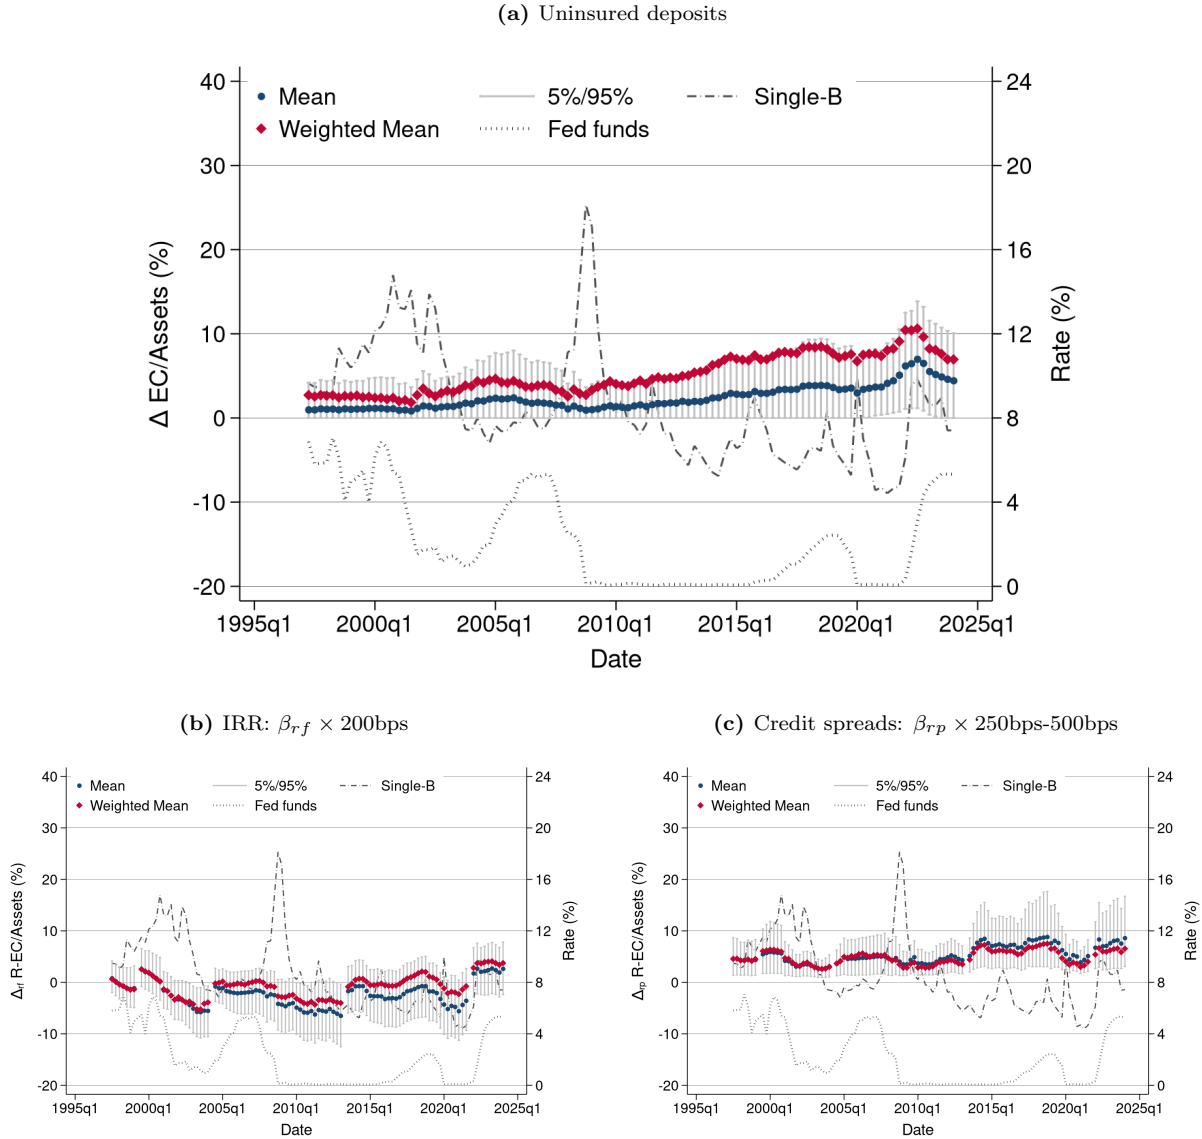 (a) Uninsured deposits
Mean
5%/95%
Single-B
Weighted Mean
Fed funds
40
30
20
10
0
-10
-20
Δ EC/Assets (%)
24
20
16
12
8
4
0
Rate (%)
1995q1 2000q1 2005q1 2010q1 2015q1 2020q1 2025q1
Date
(b) IRR: β_rf × 200bps
Mean
5%/95%
Single-B
Weighted Mean
Fed funds
40
30
20
10
0
-10
-20
Δrf R-EC/Assets (%)
24
20
16
12
8
4
0
Rate (%)
1995q1 2000q1 2005q1 2010q1 2015q1 2020q1 2025q1
Date
(c) Credit spreads: β_rp × 250bps-500bps
Mean
5%/95%
Single-B
Weighted Mean
Fed funds
40
30
20
10
0
-10
-20
Δrp R-EC/Assets (%)
24
20
16
12
8
4
0
Rate (%)
1995q1 2000q1 2005q1 2010q1 2015q1 2020q1 2025q1
Date